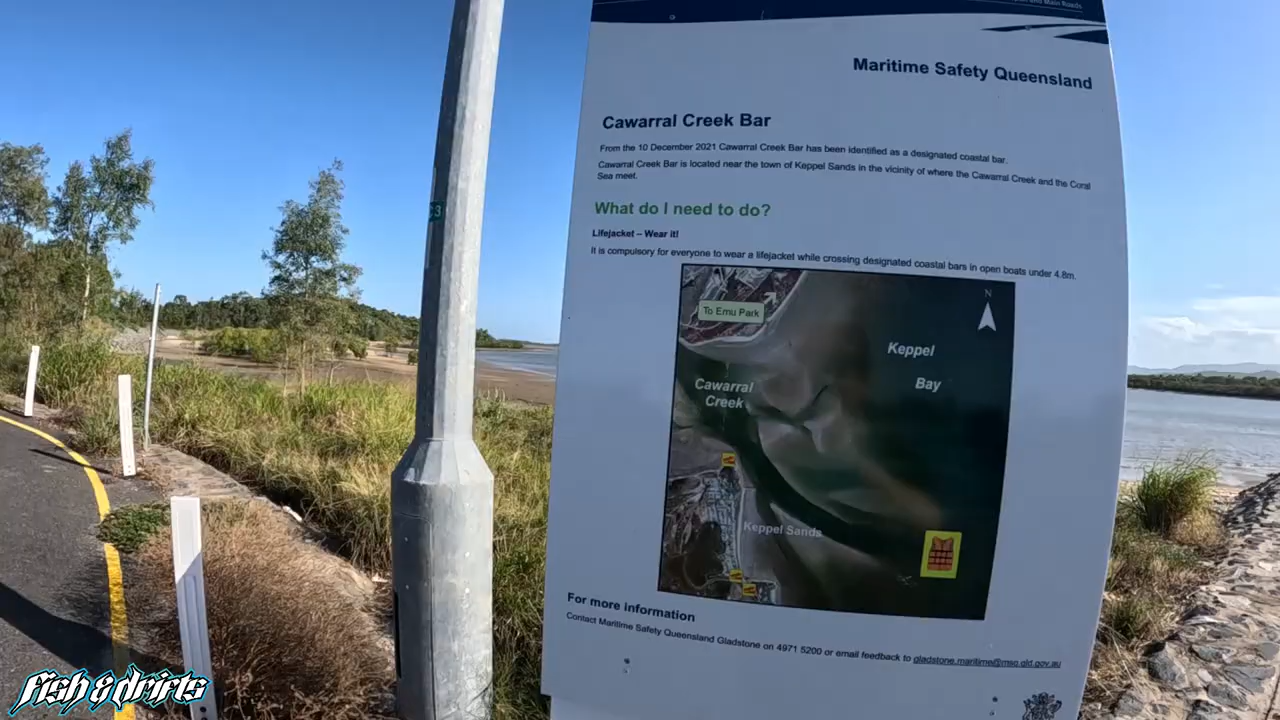 and Main Roads
Maritime Safety Queensland
Cawarral Creek Bar
From the 10 December 2021 Cawarral Creek Bar has been identified as a designated coastal bar.
Cawarral Creek Bar is located near the town of Keppel Sands in the vicinity of where the Cawarral Creek and the Coral
Sea meet.
C3
What do I need to do?
Lifejacket – Wear it!
It is compulsory for everyone to wear a lifejacket while crossing designated coastal bars in open boats under 4.8m.
To Emu Park
N
Keppel
Bay
Cawarral
Creek
Keppel Sands
For more information
Contact Maritime Safety Queensland Gladstone on 4971 5200 or email feedback to gladstone.maritime@msq.qld.gov.au
fish & drifts